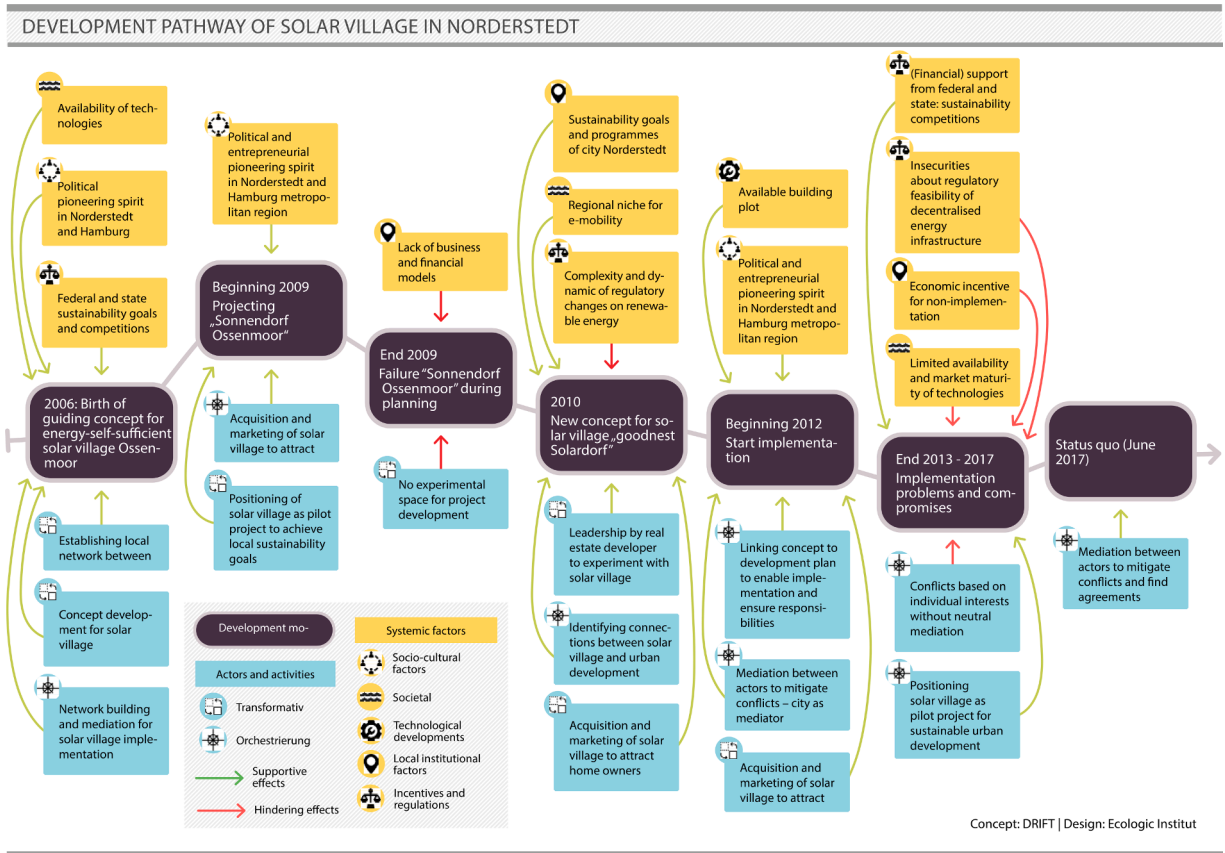 DEVELOPMENT PATHWAY OF SOLAR VILLAGE IN NORDERSTEDT
Availability of tech-
nologies
Political
pioneering spirit
in Norderstedt
and Hamburg
Federal and state
sustainability goals
and competitions
2006: Birth of
guiding concept for
energy-self-sufficient
solar village Ossen-
moor
Establishing local
network between
Concept develop-
ment for solar
village
Network building
and mediation for
solar village imple-
mentation
Political and
entrepreneurial
pioneering spirit
in Norderstedt and
Hamburg metropo-
litan region
Beginning 2009
Projecting
„Sonnendorf
Ossenmoor“
Acquisition and
marketing of solar
village to attract
Positioning of
solar village as pilot
project to achieve
local sustainability
goals
Lack of business
and financial
models
End 2009
Failure “Sonnendorf
Ossenmoor” during
planning
No experimental
space for project
development
Sustainability goals
and programmes
of city Norderstedt
Regional niche for
e-mobility
Complexity and dy-
namic of regulatory
changes on renewa-
ble energy
2010
New concept for so-
lar village „goodnest
Solardorf”
Leadership by real
estate developer
to experiment with
solar village
Identifying connec-
tions between solar
village and urban
development
Acquisition and
marketing of solar
village to attract
home owners
Available building
plot
Political and
entrepreneurial
pioneering spirit
in Norderstedt and
Hamburg metropo-
litan region
Beginning 2012
Start implementa-
tion
Linking concept to
development plan
to enable imple-
mentation and
ensure responsi-
bilities
Mediation between
actors to mitigate
conflicts – city as
mediator
Acquisition and
marketing of solar
village to attract
(Financial) support
from federal and
state: sustainability
competitions
Insecurities
about regulatory
feasibility of
decentralised
energy
infrastructure
Economic incentive
for non-implemen-
tation
Limited availability
and market maturi-
ty of technologies
End 2013 - 2017
Implementation
problems and com-
promises
Conflicts based on
individual interests
without neutral
mediation
Positioning
solar village as
pilot project for
sustainable urban
development
Status quo (June
2017)
Mediation between
actors to mitigate
conflicts and find
agreements
Development mo-
Actors and activities
Transformativ
Orchestrierung
Supportive
effects
Hindering effects
Systemic factors
Socio-cultural
factors
Societal
Technological
developments
Local institutional
factors
Incentives and
regulations
Concept: DRIFT | Design: Ecologic Institut